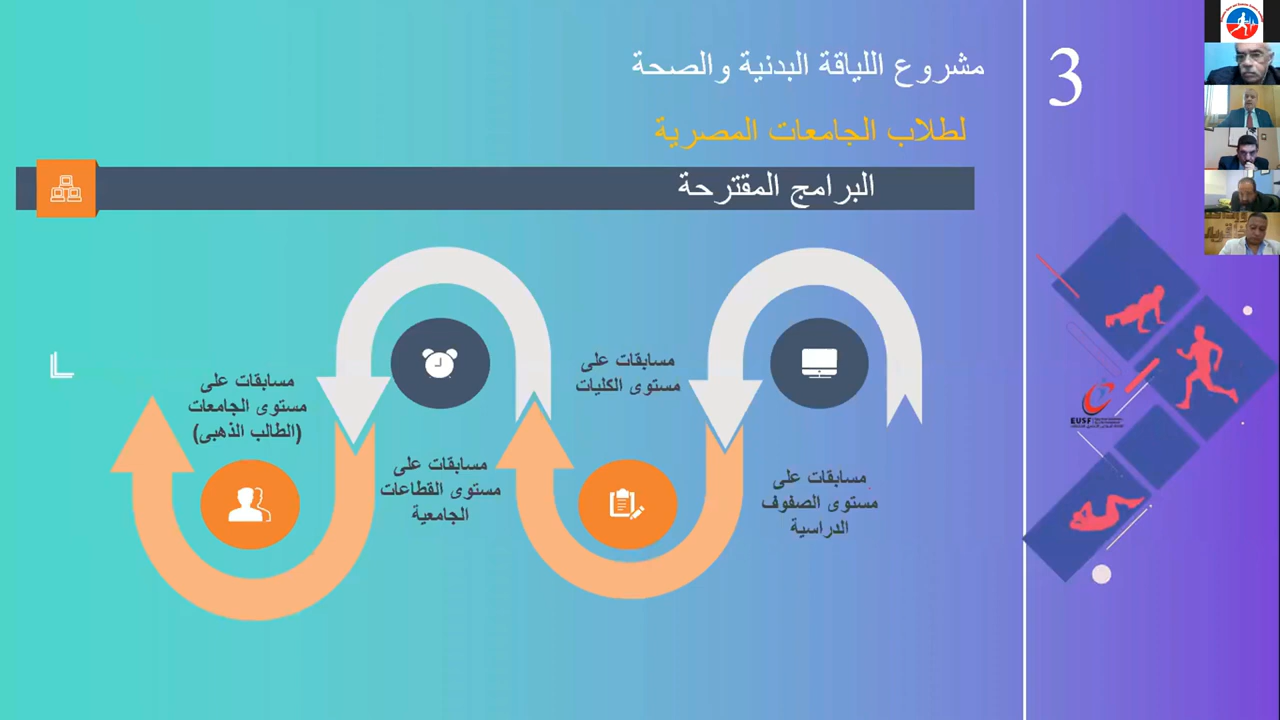 3
مشروع اللياقة البدنية والصحة
لطلاب الجامعات المصرية
البرامج المقترحة
مسابقات على
مستوى الصفوف
الدراسية
مسابقات على
مستوى الكليات
مسابقات على
مستوى القطاعات
الجامعية
مسابقات على
مستوى الجامعات
(الطالب الذهبى)
EUSF